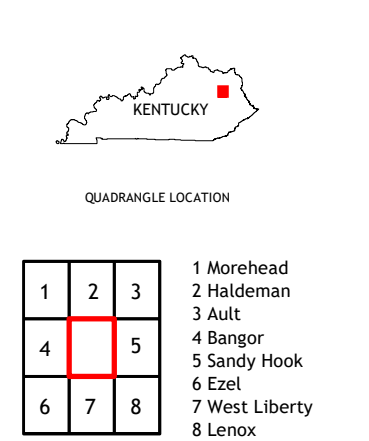 KENTUCKY
QUADRANGLE LOCATION
1 2 3
4 5
6 7 8
1 Morehead
2 Haldeman
3 Ault
4 Bangor
5 Sandy Hook
6 Ezel
7 West Liberty
8 Lenox